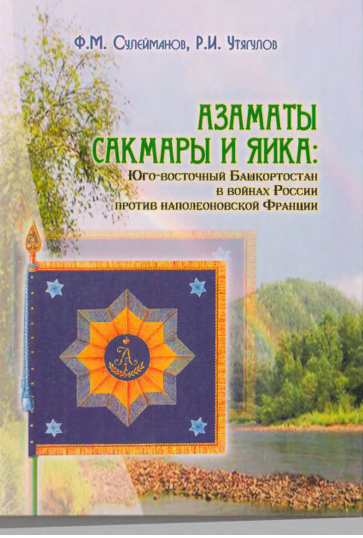 Ф.М. Сулейманов, Р.И. Утягулов
АЗАМАТЫ
САКМАРЫ И ЯИКА:
Юго-восточный Башкортостан
в войнах России
против наполеоновской Франции
А